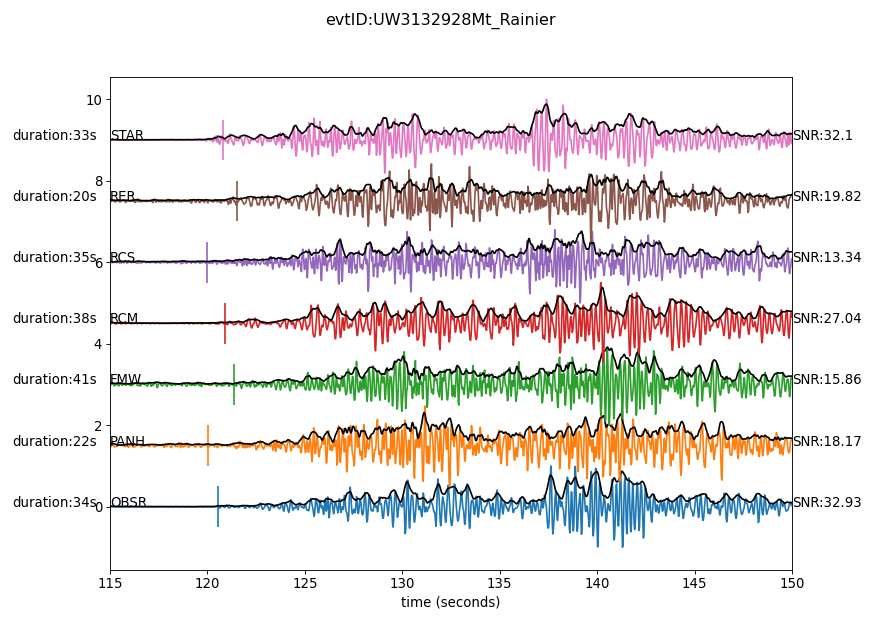 evtID:UW3132928Mt_Rainier
10
duration:33s STAR SNR:32.1
8
duration:20s RER SNR:19.82
duration:35s RCS SNR:13.34
6
duration:38s RCM SNR:27.04
4
duration:41s FMW SNR:15.86
2
duration:22s PANH SNR:18.17
duration:34s OBSR SNR:32.93
0
115 120 125 130 135 140 145 150
time (seconds)